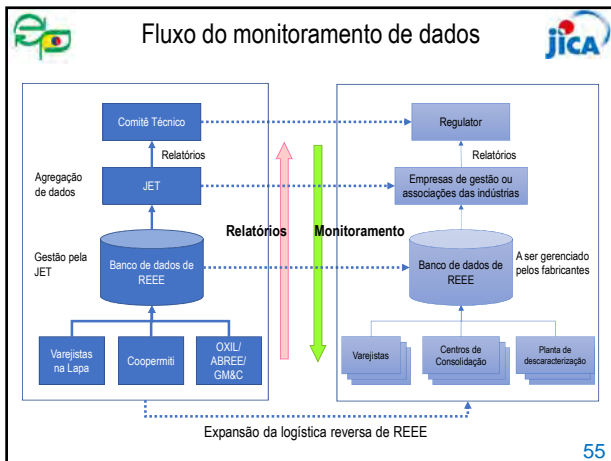 Fluxo do monitoramento de dados
jica
Comitê Técnico
Relatórios
Agregação
de dados
JET
Gestão pela
JET
Banco de dados de
REEE
Varejistas
na Lapa
Coopermiti
OXIL/
ABREE/
GM&C
Relatórios
Monitoramento
Regulator
Relatórios
Empresas de gestão ou
associações das indústrias
Banco de dados de
REEE
A ser gerenciado
pelos fabricantes
Varejistas
Centros de
Consolidação
Planta de
descaracterização
Expansão da logística reversa de REEE
55